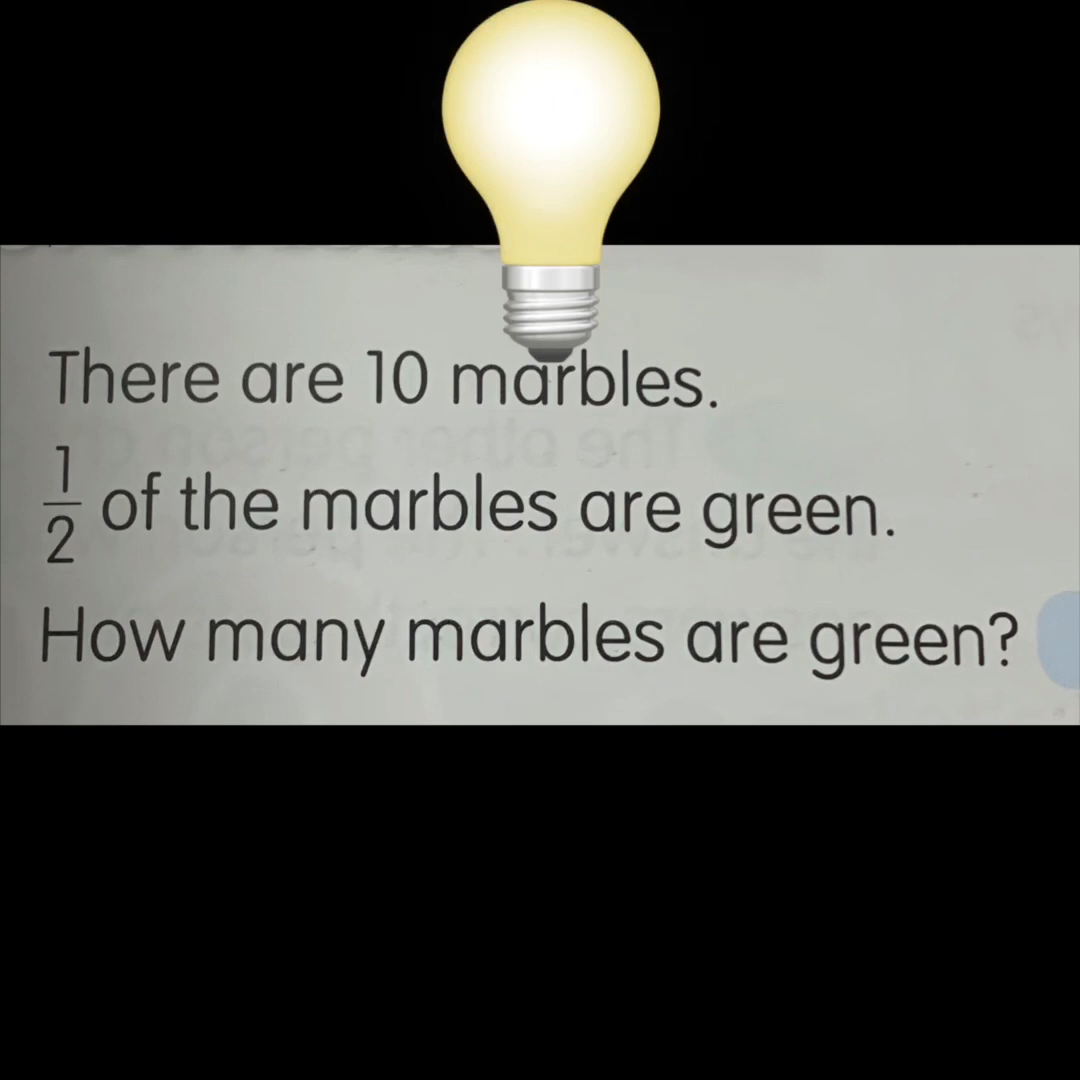 There are 10 marbles.
1/2 of the marbles are green.
How many marbles are green?